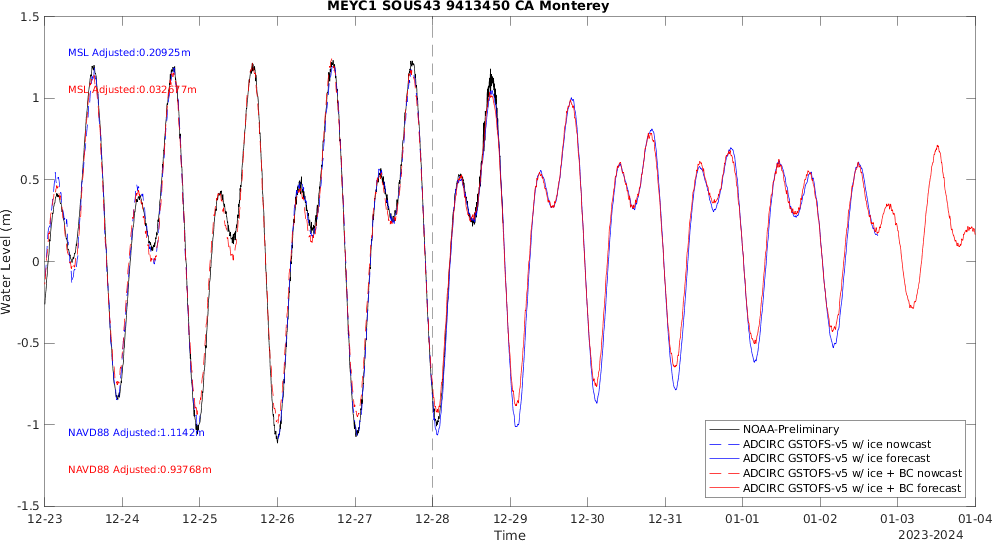 MEYC1 SOUS43 9413450 CA Monterey
MSL Adjusted:0.20925m
MSL Adjusted:0.032677m
NAVD88 Adjusted:1.1142m
NAVD88 Adjusted:0.93768m
Water Level (m)
1.5
1
0.5
0
-0.5
-1
-1.5
NOAA-Preliminary
ADCIRC GSTOFS-v5 w/ ice nowcast
ADCIRC GSTOFS-v5 w/ ice forecast
ADCIRC GSTOFS-v5 w/ ice + BC nowcast
ADCIRC GSTOFS-v5 w/ ice + BC forecast
12-23 12-24 12-25 12-26 12-27 12-28 12-29 12-30 12-31 01-01 01-02 01-03 01-04
Time
2023-2024